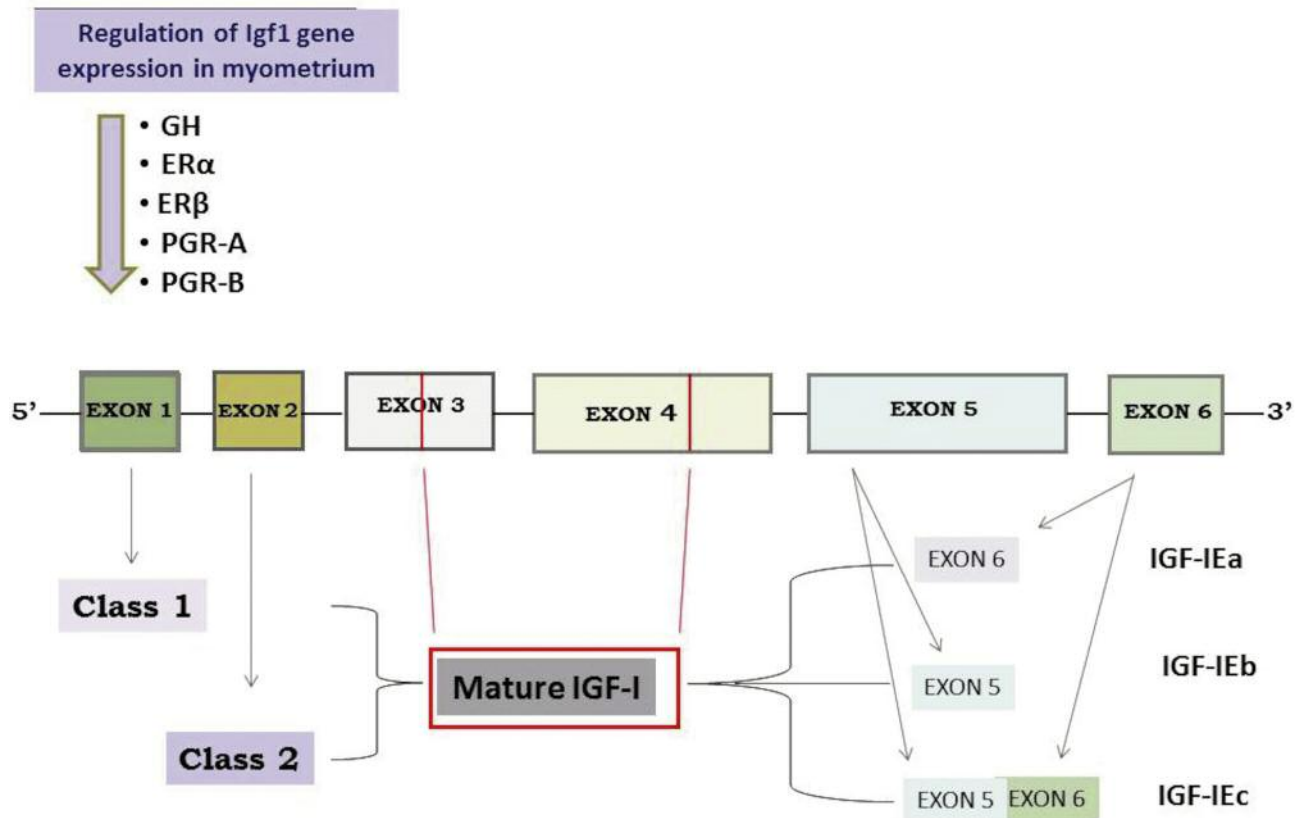 Regulation of Igf1 gene
expression in myometrium
• GH
• ERα
• ERβ
• PGR-A
• PGR-B
5’ EXON 1 EXON 2 EXON 3 EXON 4 EXON 5 EXON 6 3’
EXON 6 IGF-IEa
Class 1
Mature IGF-I EXON 5 IGF-IEb
Class 2
EXON 5 EXON 6 IGF-IEc